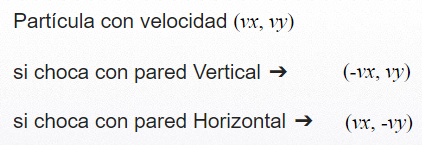 Partícula con velocidad (vx, vy)
si choca con pared Vertical ➔ (-vx, vy)
si choca con pared Horizontal ➔ (vx, -vy)